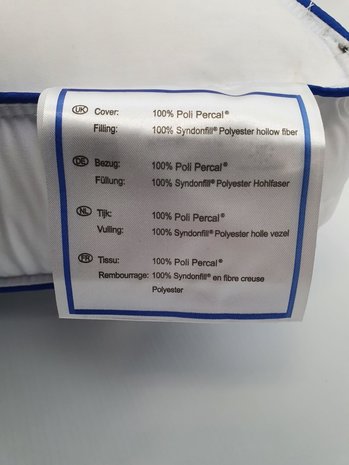 UK Cover: 100% Poli Percal®
Filling: 100% Syndonfill® Polyester hollow fiber
DE Bezug: 100% Poli Percal®
Füllung: 100% Syndonfill® Polyester Hohlfaser
NL Tijk: 100% Poli Percal®
Vulling: 100% Syndonfill® Polyester holle vezel
FR Tissu: 100% Poli Percal®
Rembourrage: 100% Syndonfill® en fibre creuse
Polyester